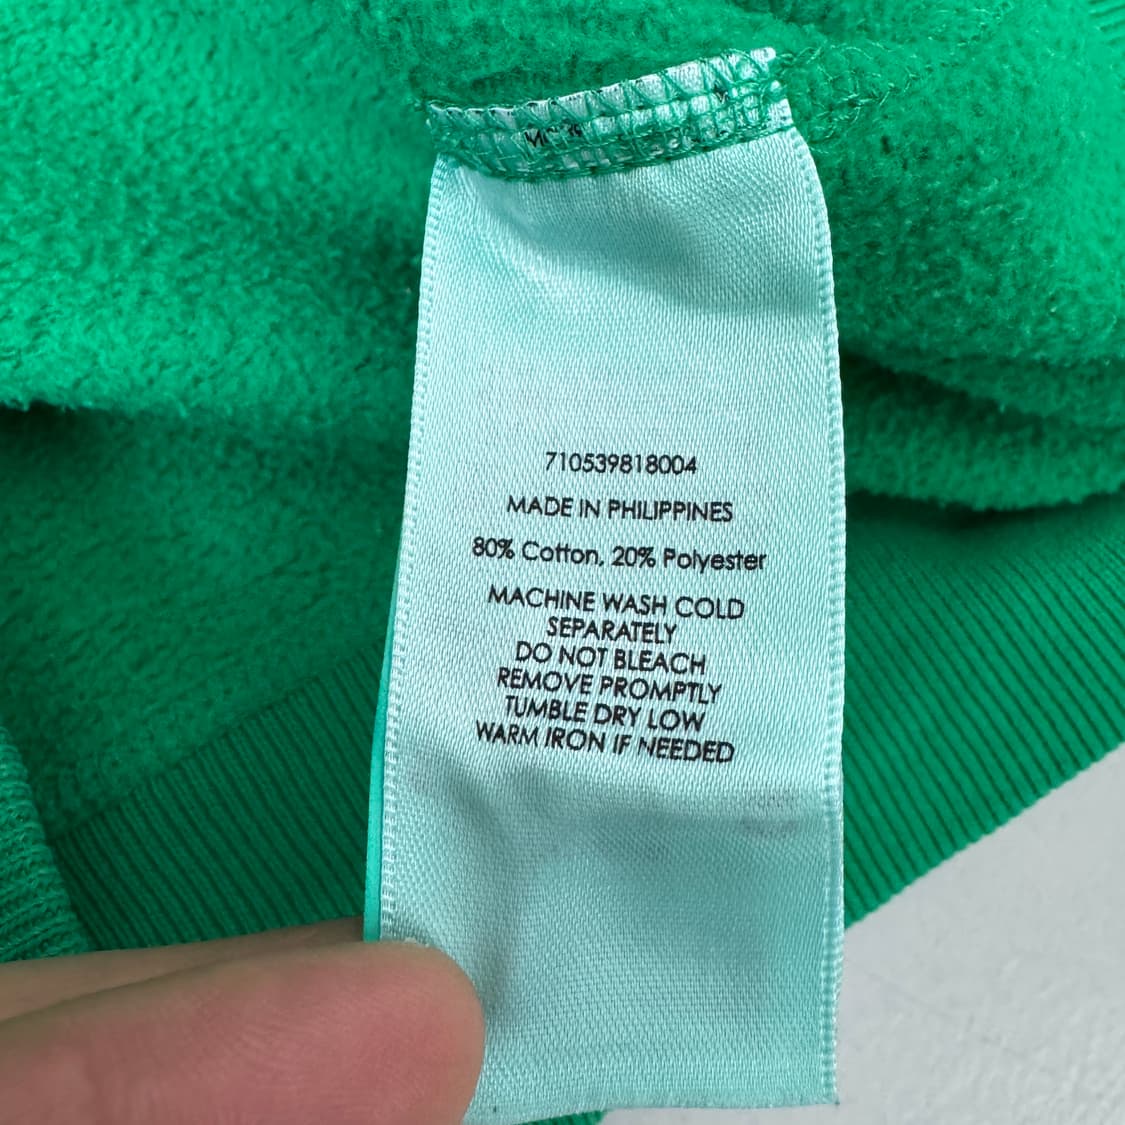 710539818004
MADE IN PHILIPPINES
80% Cotton, 20% Polyester
MACHINE WASH COLD
SEPARATELY
DO NOT BLEACH
REMOVE PROMPTLY
TUMBLE DRY LOW
WARM IRON IF NEEDED